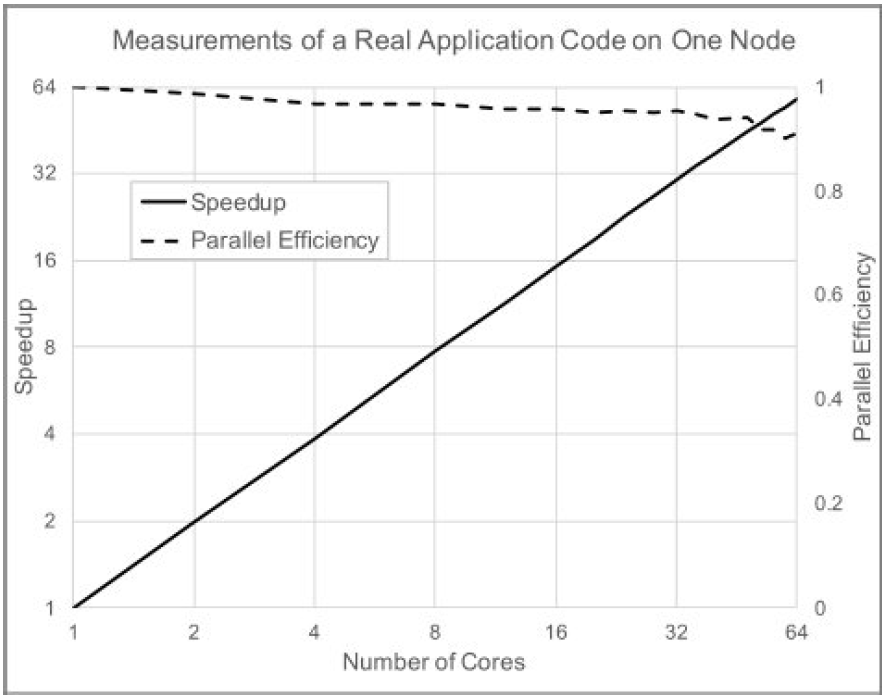 Measurements of a Real Application Code on One Node
64
32
16
8
4
2
1
Speedup
Speedup
Parallel Efficiency
1
0.8
0.6
0.4
0.2
0
Parallel Efficiency
1 2 4 8 16 32 64
Number of Cores